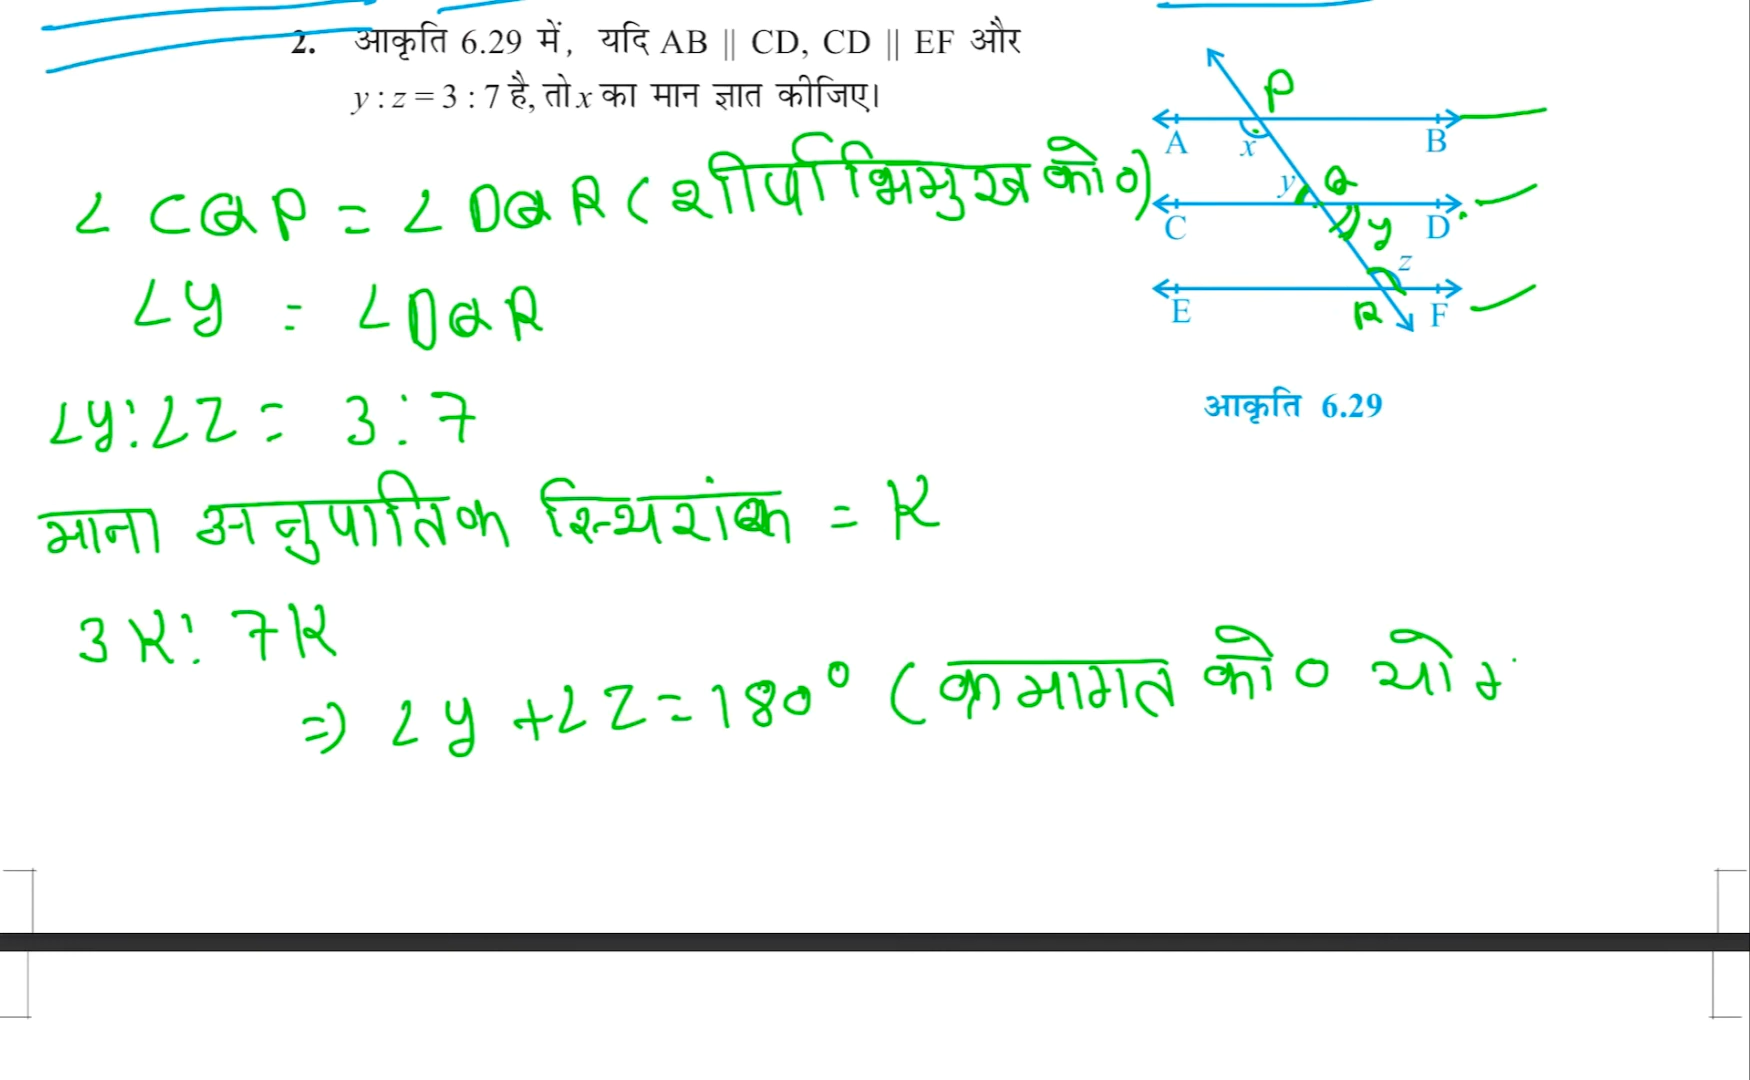 2. आकृति 6.29 में, यदि AB || CD, CD || EF और
y : z = 3 : 7 है, तो x का मान ज्ञात कीजिए।
P
A x B
y Q
C y D
z
E R F
आकृति 6.29
∠CQP = ∠DQR (शीर्षाभिमुख को०)
∠y = ∠DQR
∠y:∠z = 3:7
माना अनुपातिक स्थिरांक = K
3K: 7K
⇒ ∠y + ∠z = 180° (क्रमागत को० यो